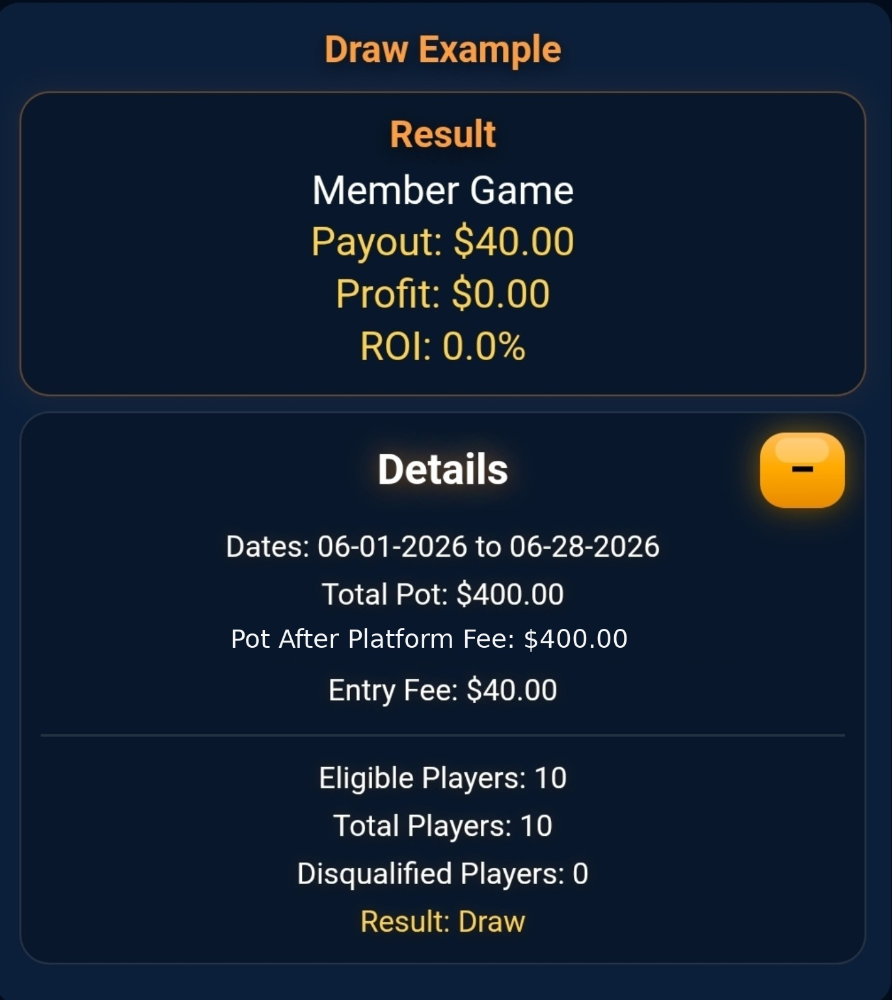 Draw Example
Result
Member Game
Payout: $40.00
Profit: $0.00
ROI: 0.0%
Details
-
Dates: 06-01-2026 to 06-28-2026
Total Pot: $400.00
Pot After Platform Fee: $400.00
Entry Fee: $40.00
Eligible Players: 10
Total Players: 10
Disqualified Players: 0
Result: Draw